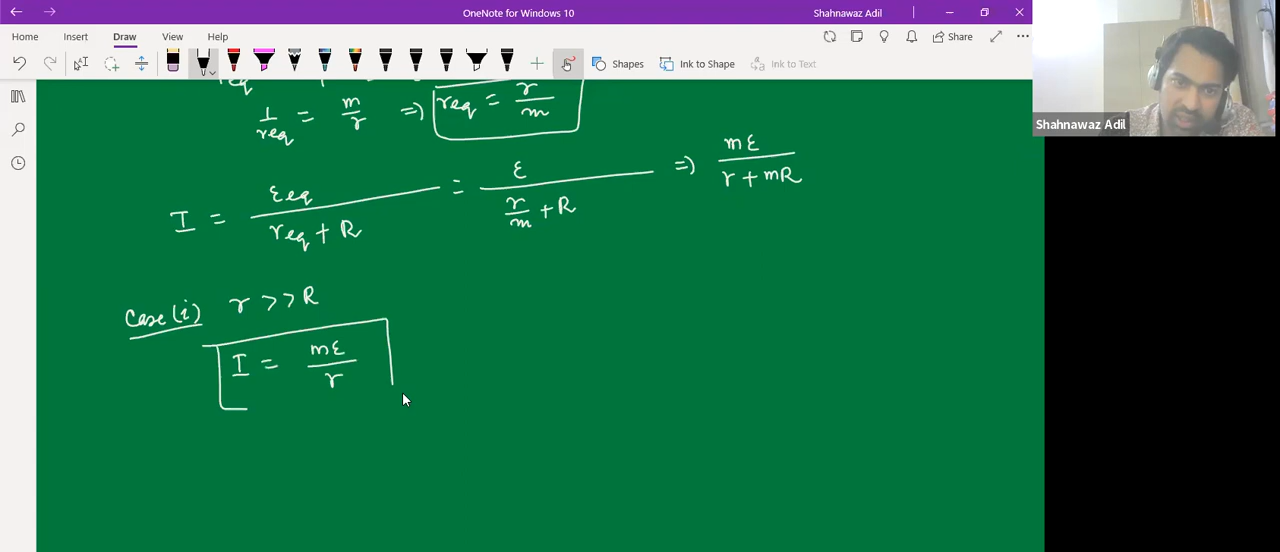 OneNote for Windows 10
Shahnawaz Adil
Home Insert Draw View Help
Share
Shapes
Ink to Shape
Ink to Text
Shahnawaz Adil
1/req = m/r => req = r/m
I = εeq/(req + R) = ε/(r/m + R) => mε/(r + mR)
Case (i) r >> R
I = mε/r